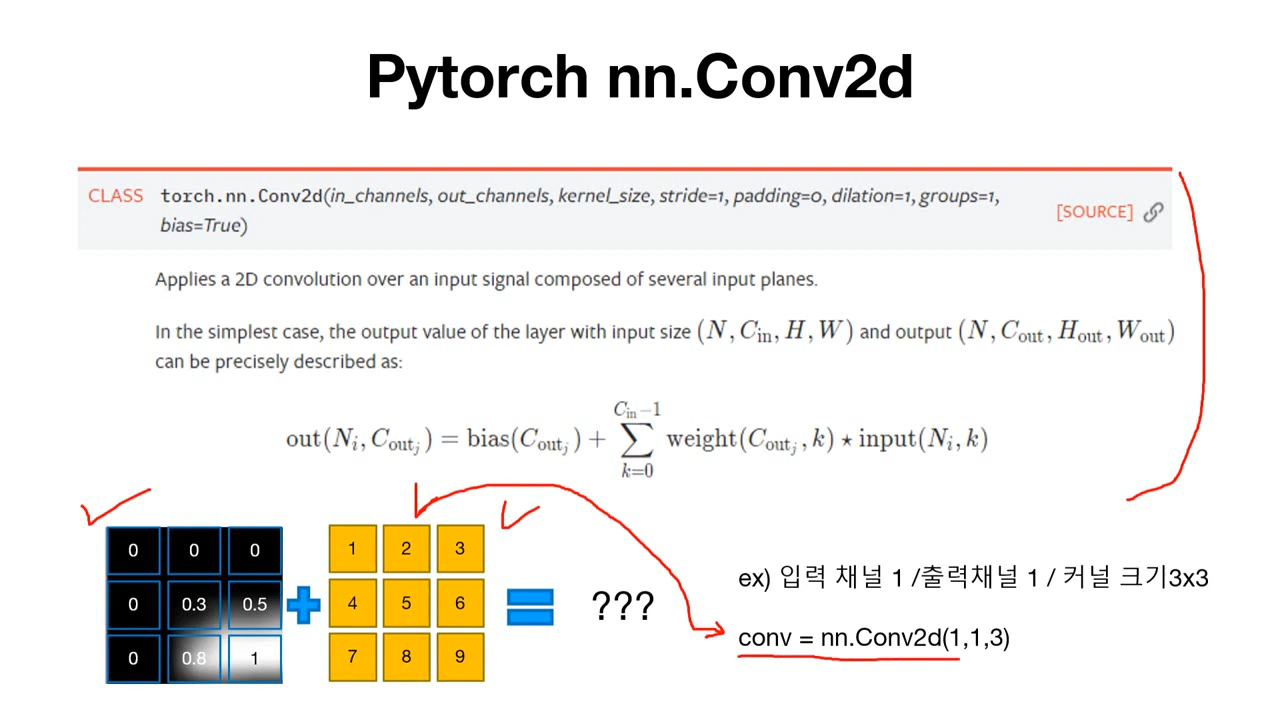 Pytorch nn.Conv2d
CLASS torch.nn.Conv2d(in_channels, out_channels, kernel_size, stride=1, padding=0, dilation=1, groups=1,
bias=True)
[SOURCE]
Applies a 2D convolution over an input signal composed of several input planes.
In the simplest case, the output value of the layer with input size (N, C_in, H, W) and output (N, C_out, H_out, W_out)
can be precisely described as:
out(N_i, C_out_j) = bias(C_out_j) + ∑_{k=0}^{C_in−1} weight(C_out_j, k) ⋆ input(N_i, k)
0 0 0
0 0.3 0.5
0 0.8 1
1 2 3
4 5 6
7 8 9
???
ex) 입력 채널 1 /출력채널 1 / 커널 크기3x3
conv = nn.Conv2d(1,1,3)